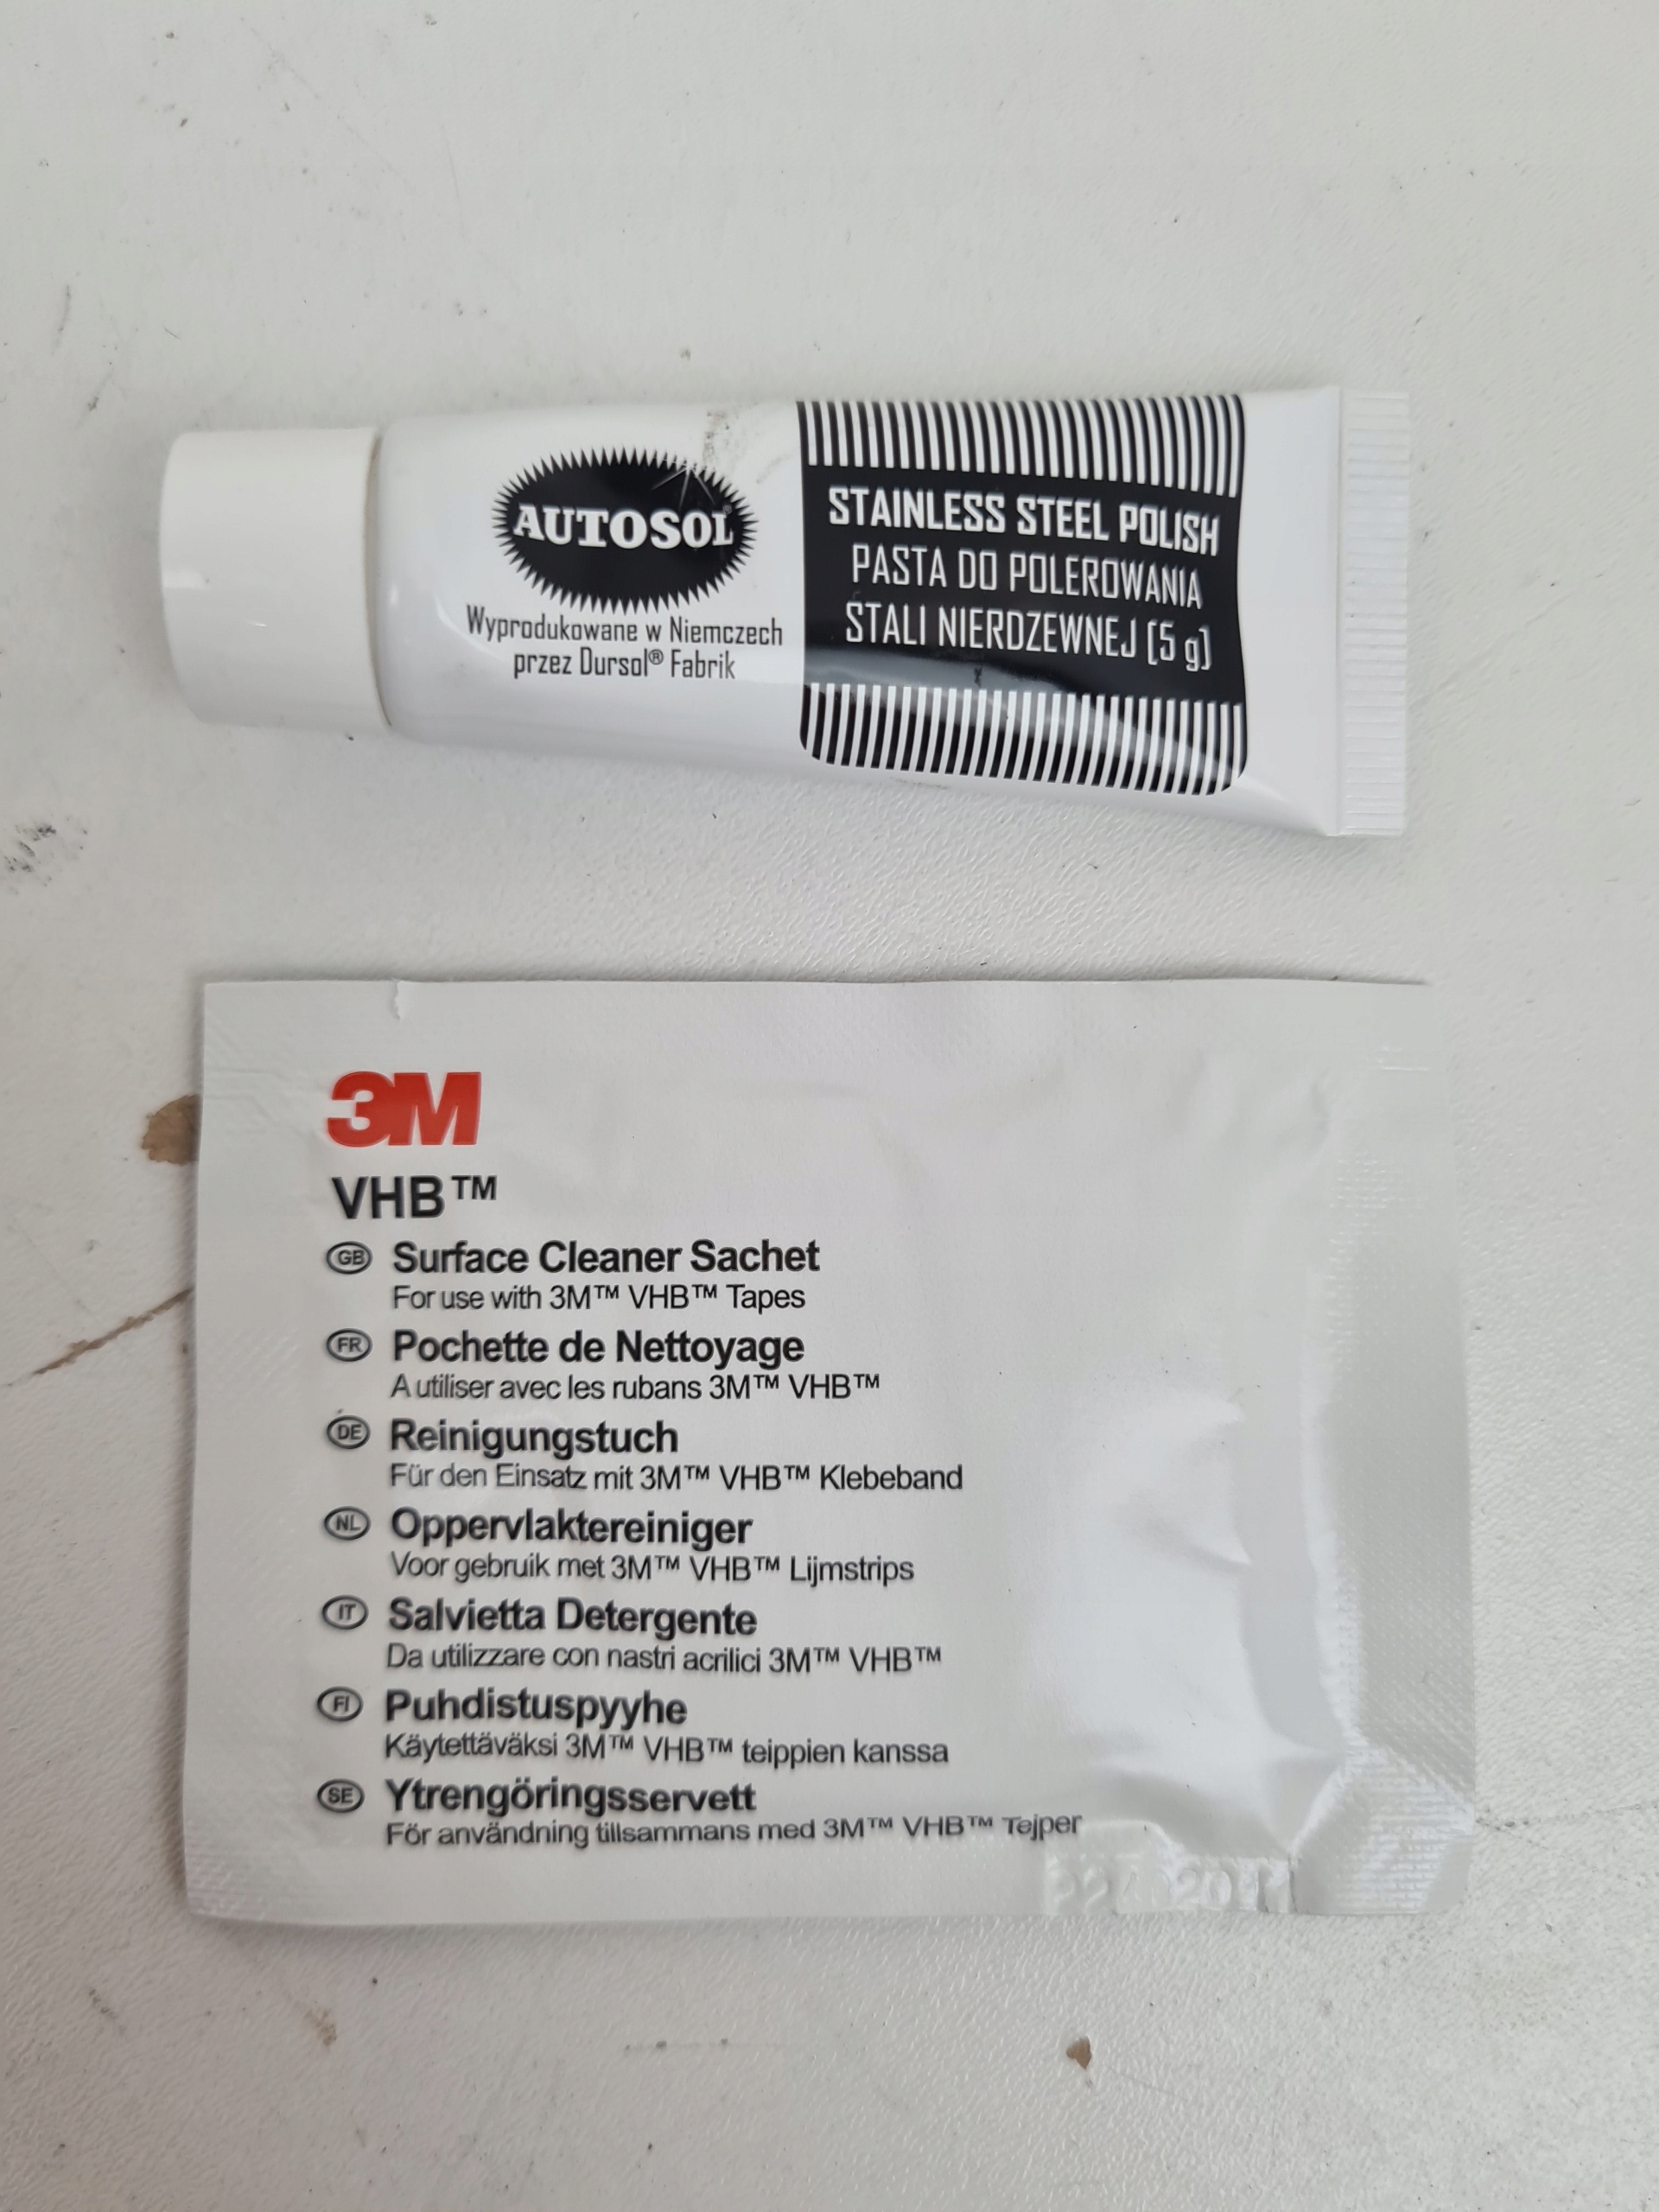 AUTOSOL®
Wyprodukowane w Niemczech
przez Dursol® Fabrik
STAINLESS STEEL POLISH
PASTA DO POLEROWANIA
STALI NIERDZEWNEJ (5 g)
3M
VHB™
GB Surface Cleaner Sachet
For use with 3M™ VHB™ Tapes
FR Pochette de Nettoyage
A utiliser avec les rubans 3M™ VHB™
DE Reinigungstuch
Für den Einsatz mit 3M™ VHB™ Klebeband
NL Oppervlaktereiniger
Voor gebruik met 3M™ VHB™ Lijmstrips
IT Salvietta Detergente
Da utilizzare con nastri acrilici 3M™ VHB™
FI Puhdistuspyyhe
Käytettäväksi 3M™ VHB™ teippien kanssa
SE Ytrengöringsservett
För användning tillsammans med 3M™ VHB™ Tejper